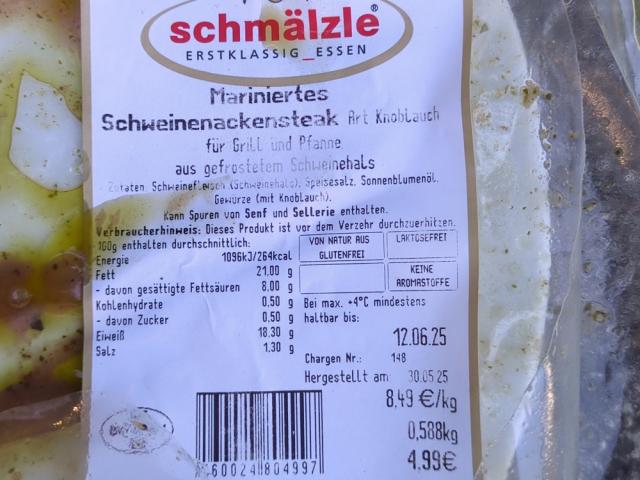 schmälzle®
ERSTKLASSIG_ESSEN
Mariniertes
Schweinenackensteak Art Knoblauch
für Grill und Pfanne
aus gefrostetem Schweinehals
Zutaten: Schweinefleisch (Schweinehals), Speisesalz, Sonnenblumenöl,
Gewürze (mit Knoblauch).
Kann Spuren von Senf und Sellerie enthalten.
Verbraucherhinweis: Dieses Produkt ist vor dem Verzehr durchzuerhitzen.
100g enthalten durchschnittlich:
Energie 1096kJ/264kcal
Fett 21.00 g
- davon gesättigte Fettsäuren 8.00 g
Kohlenhydrate 0,50 g
- davon Zucker 0,50 g
Eiweiß 18.30 g
Salz 1.30 g
VON NATUR AUS
GLUTENFREI
LAKTOSEFREI
KEINE
AROMASTOFFE
Bei max. +4°C mindestens
haltbar bis:
12.06.25
Chargen Nr.: 148
Hergestellt am 30.05.25
8,49 €/kg
0,588kg
4.99€
60024 804997